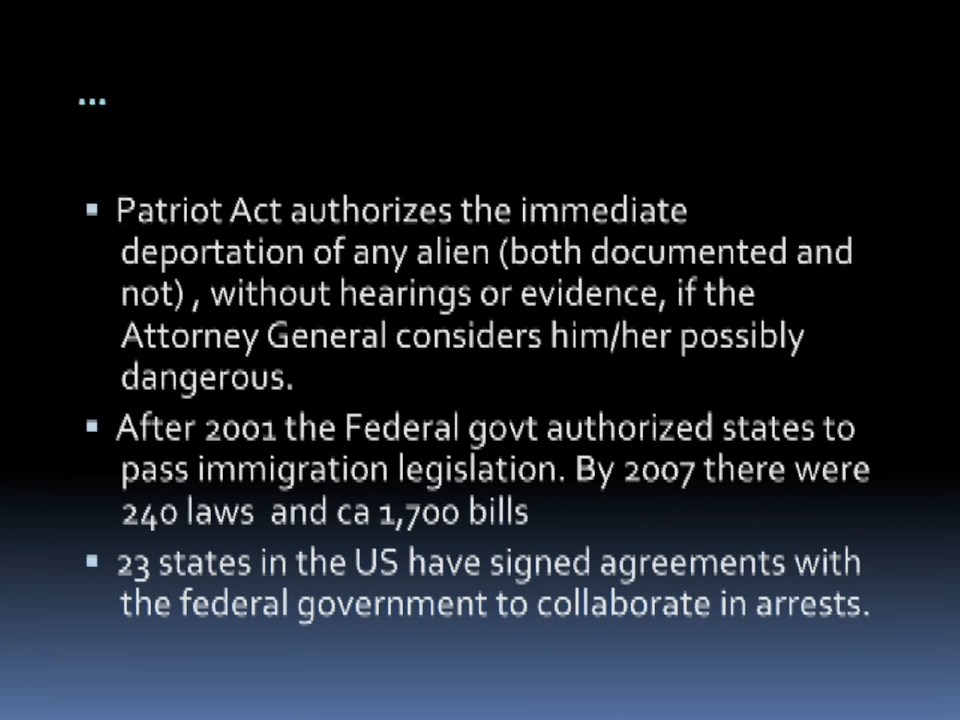 ...
▪ Patriot Act authorizes the immediate
deportation of any alien (both documented and
not) , without hearings or evidence, if the
Attorney General considers him/her possibly
dangerous.
▪ After 2001 the Federal govt authorized states to
pass immigration legislation. By 2007 there were
240 laws  and ca 1,700 bills
▪ 23 states in the US have signed agreements with
the federal government to collaborate in arrests.